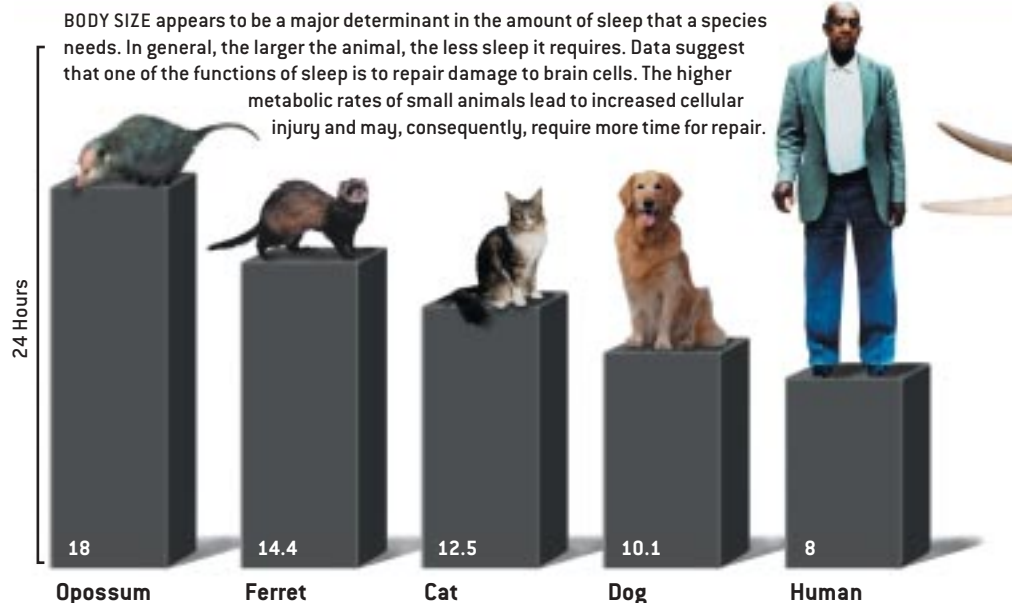 BODY SIZE appears to be a major determinant in the amount of sleep that a species
needs. In general, the larger the animal, the less sleep it requires. Data suggest
that one of the functions of sleep is to repair damage to brain cells. The higher
metabolic rates of small animals lead to increased cellular
injury and may, consequently, require more time for repair.
24 Hours
18
14.4
12.5
10.1
8
Opossum
Ferret
Cat
Dog
Human